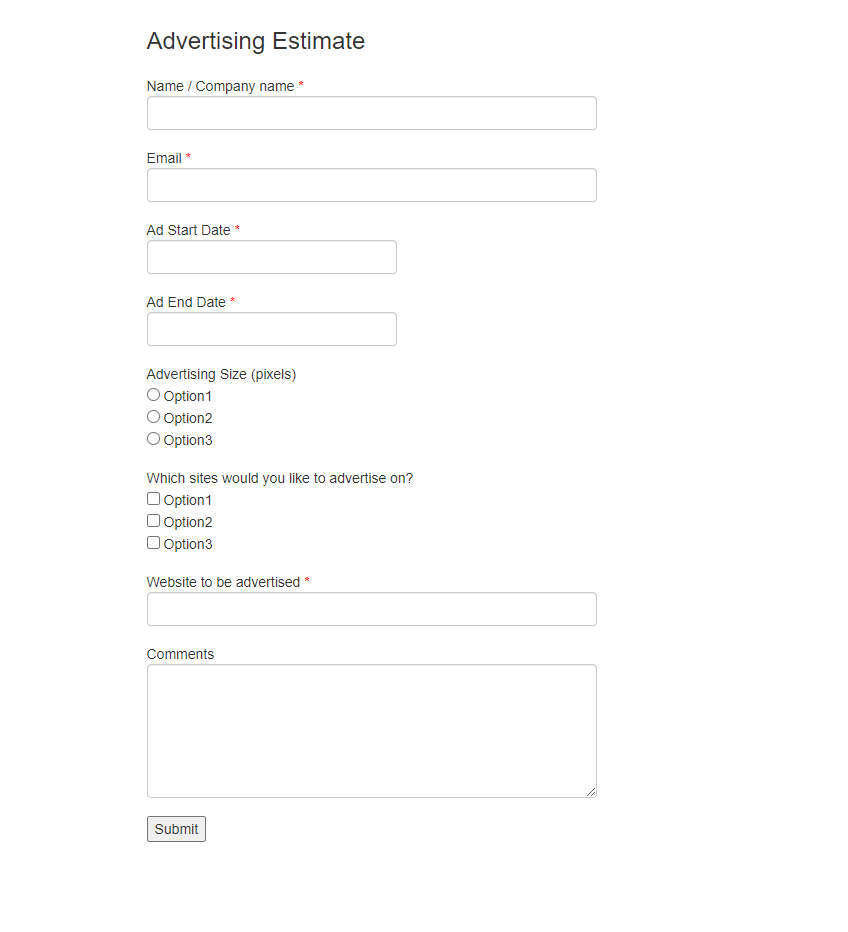 Advertising Estimate
Name / Company name *
Email *
Ad Start Date *
Ad End Date *
Advertising Size (pixels)
Option1
Option2
Option3
Which sites would you like to advertise on?
Option1
Option2
Option3
Website to be advertised *
Comments
Submit